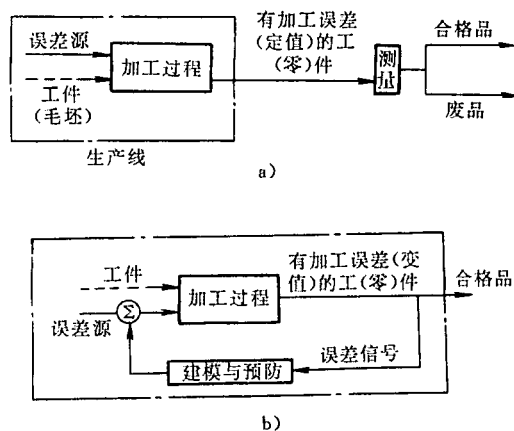 误差源
加工过程
工件
(毛坯)
生产线
有加工误差
(定值)的工
(零)件
测量
合格品
废品
a)
工件
误差源
Σ
加工过程
有加工误差(变
值)的工(零)件
合格品
误差信号
建模与预防
b)